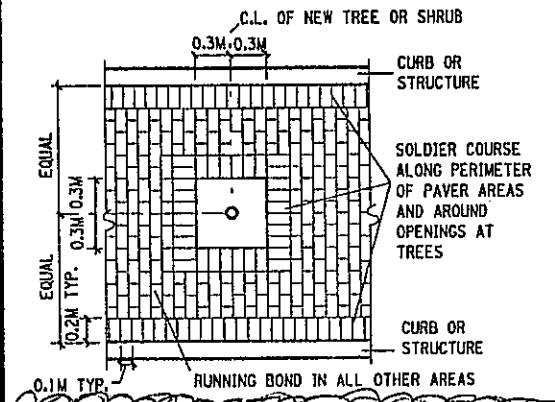 C.L. OF NEW TREE OR SHRUB
0.3M 0.3M
CURB OR
STRUCTURE
EQUAL
0.3M
0.3M
SOLDIER COURSE
ALONG PERIMETER
OF PAVER AREAS
AND AROUND
OPENINGS AT
TREES
EQUAL
0.2M TYP.
CURB OR
STRUCTURE
0.1M TYP.
RUNNING BOND IN ALL OTHER AREAS